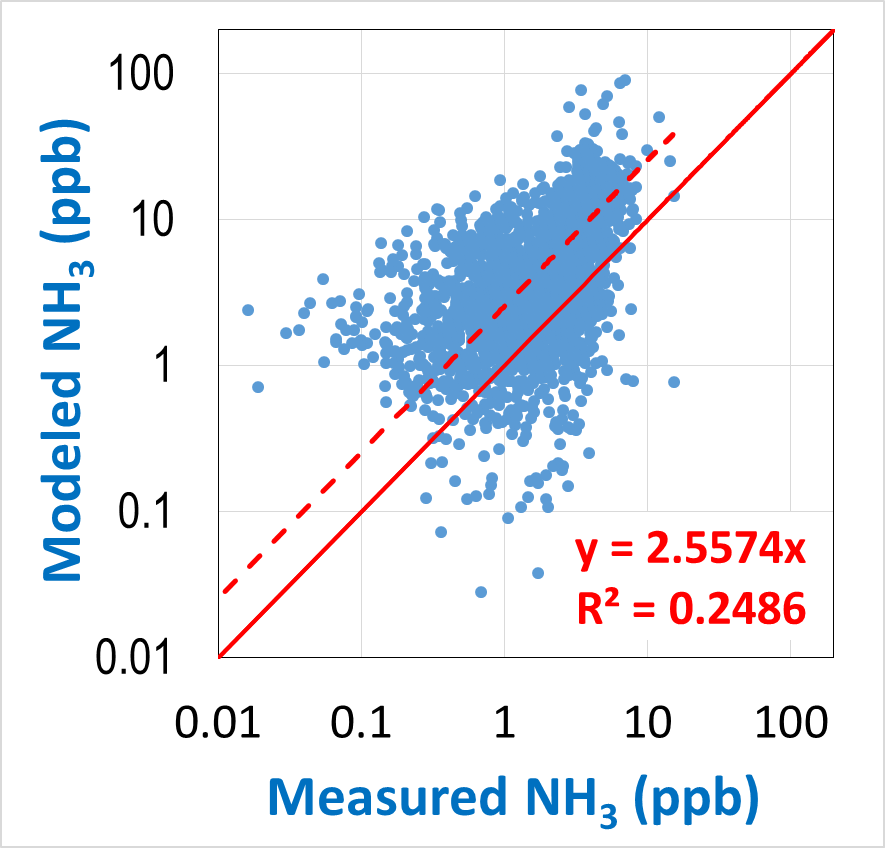 Modeled NH₃ (ppb)
100
10
1
0.1
0.01
y = 2.5574x
R² = 0.2486
0.01 0.1 1 10 100
Measured NH₃ (ppb)